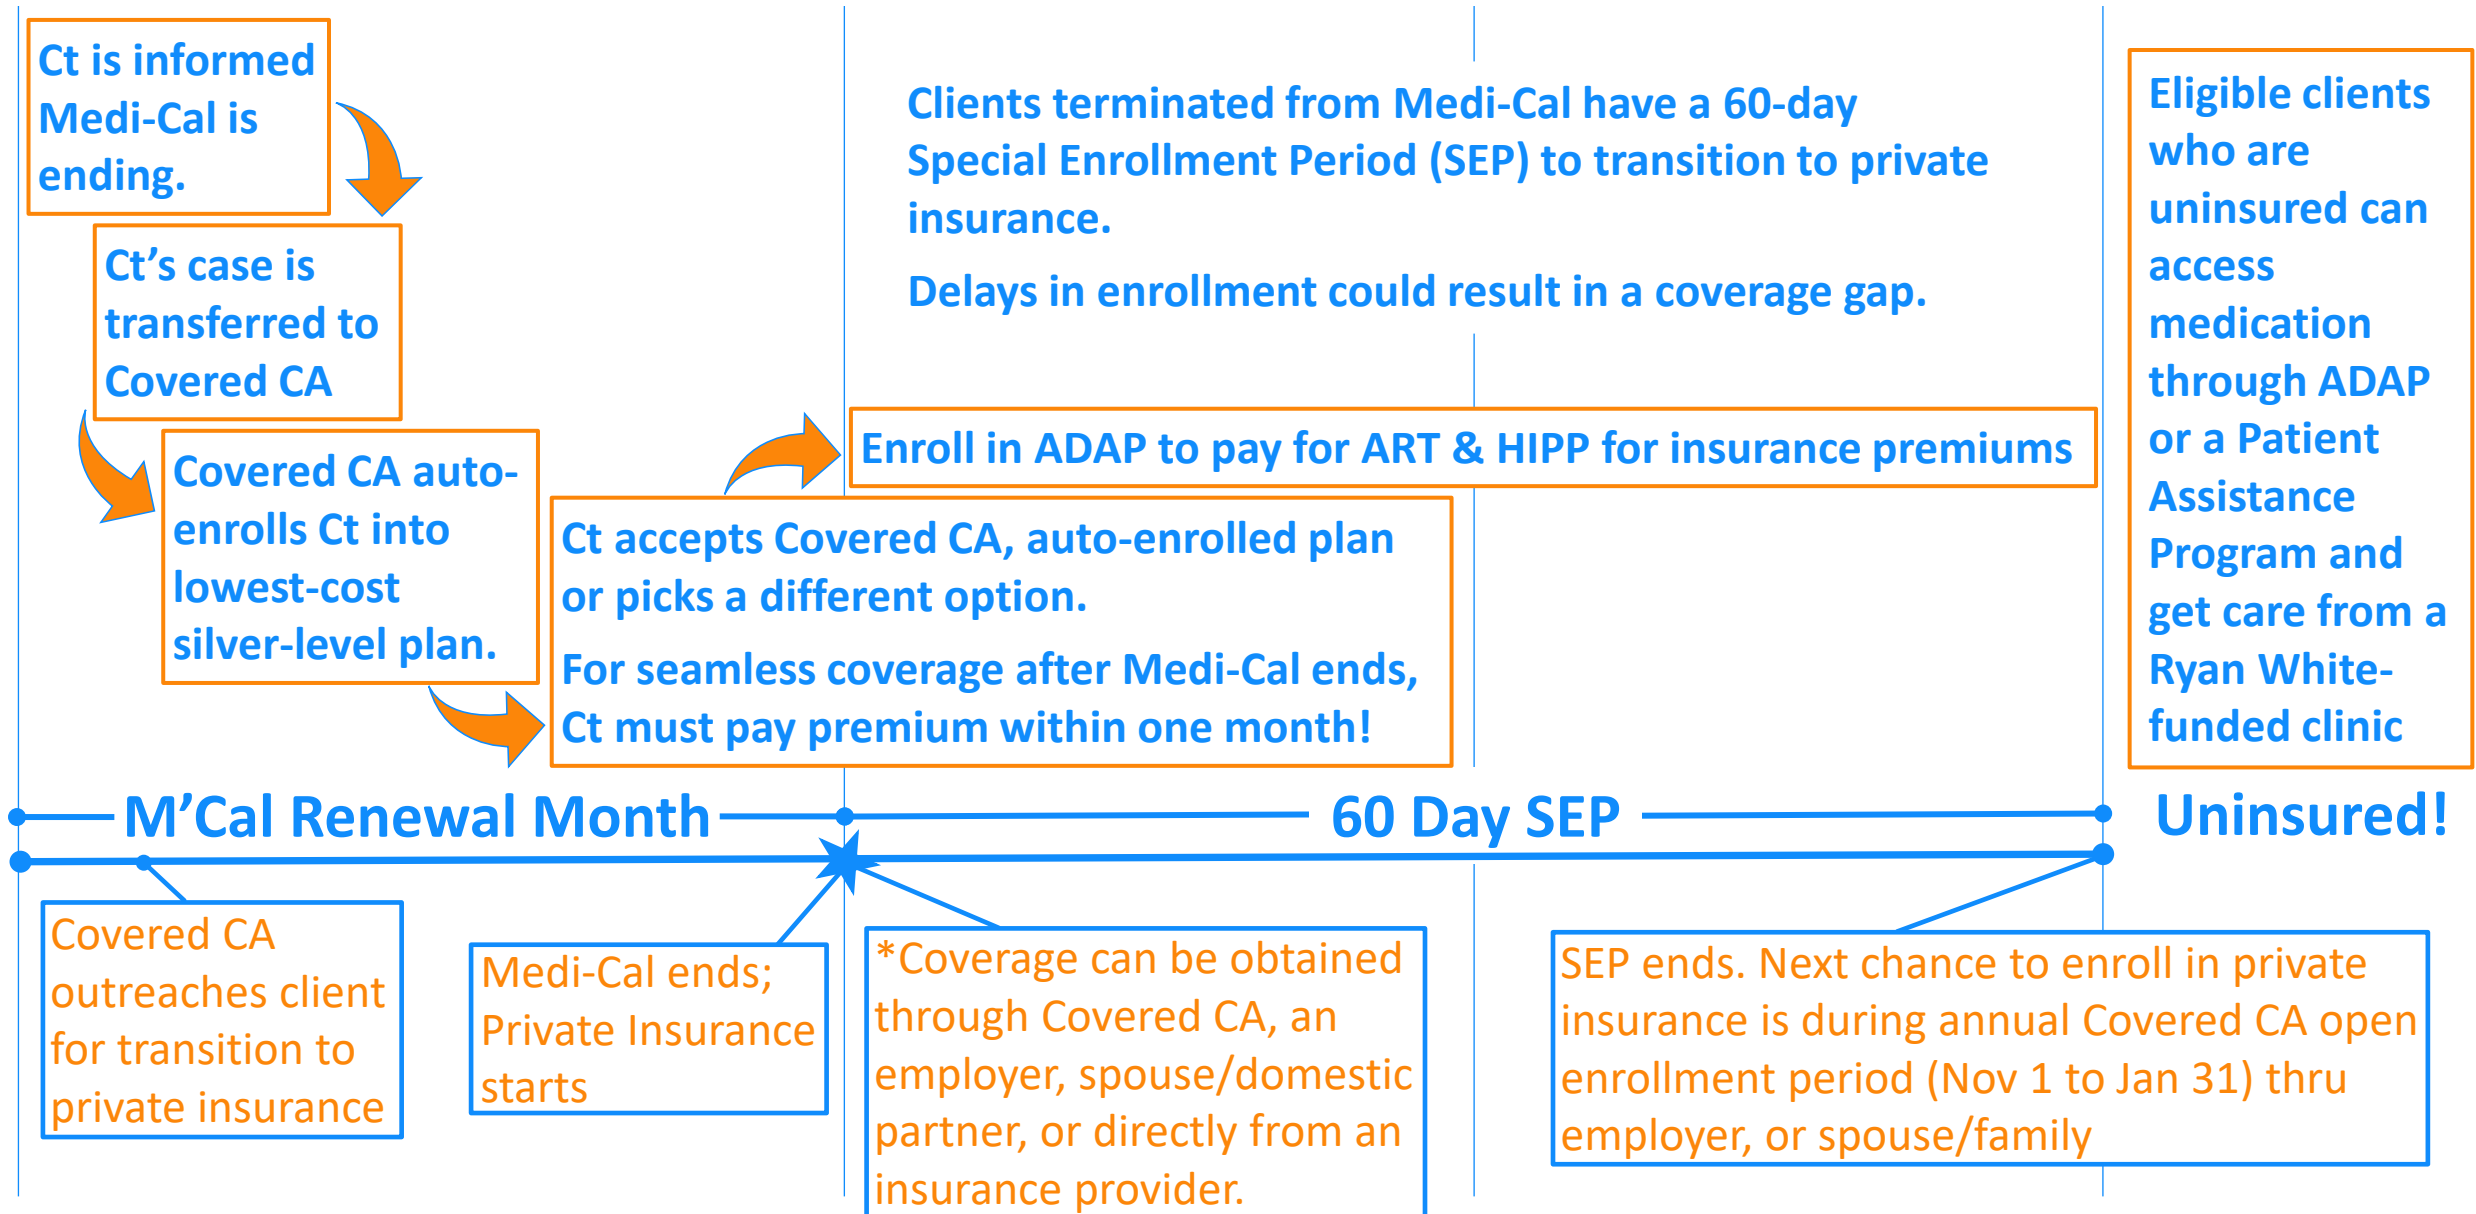 Ct is informed
Medi-Cal is
ending.
Ct’s case is
transferred to
Covered CA
Covered CA auto-
enrolls Ct into
lowest-cost
silver-level plan.
Ct accepts Covered CA, auto-enrolled plan
or picks a different option.
For seamless coverage after Medi-Cal ends,
Ct must pay premium within one month!
Enroll in ADAP to pay for ART & HIPP for insurance premiums
Clients terminated from Medi-Cal have a 60-day
Special Enrollment Period (SEP) to transition to private
insurance.
Delays in enrollment could result in a coverage gap.
Eligible clients
who are
uninsured can
access
medication
through ADAP
or a Patient
Assistance
Program and
get care from a
Ryan White-
funded clinic
M’Cal Renewal Month
60 Day SEP
Uninsured!
Covered CA
outreaches client
for transition to
private insurance
Medi-Cal ends;
Private Insurance
starts
*Coverage can be obtained
through Covered CA, an
employer, spouse/domestic
partner, or directly from an
insurance provider.
SEP ends. Next chance to enroll in private
insurance is during annual Covered CA open
enrollment period (Nov 1 to Jan 31) thru
employer, or spouse/family